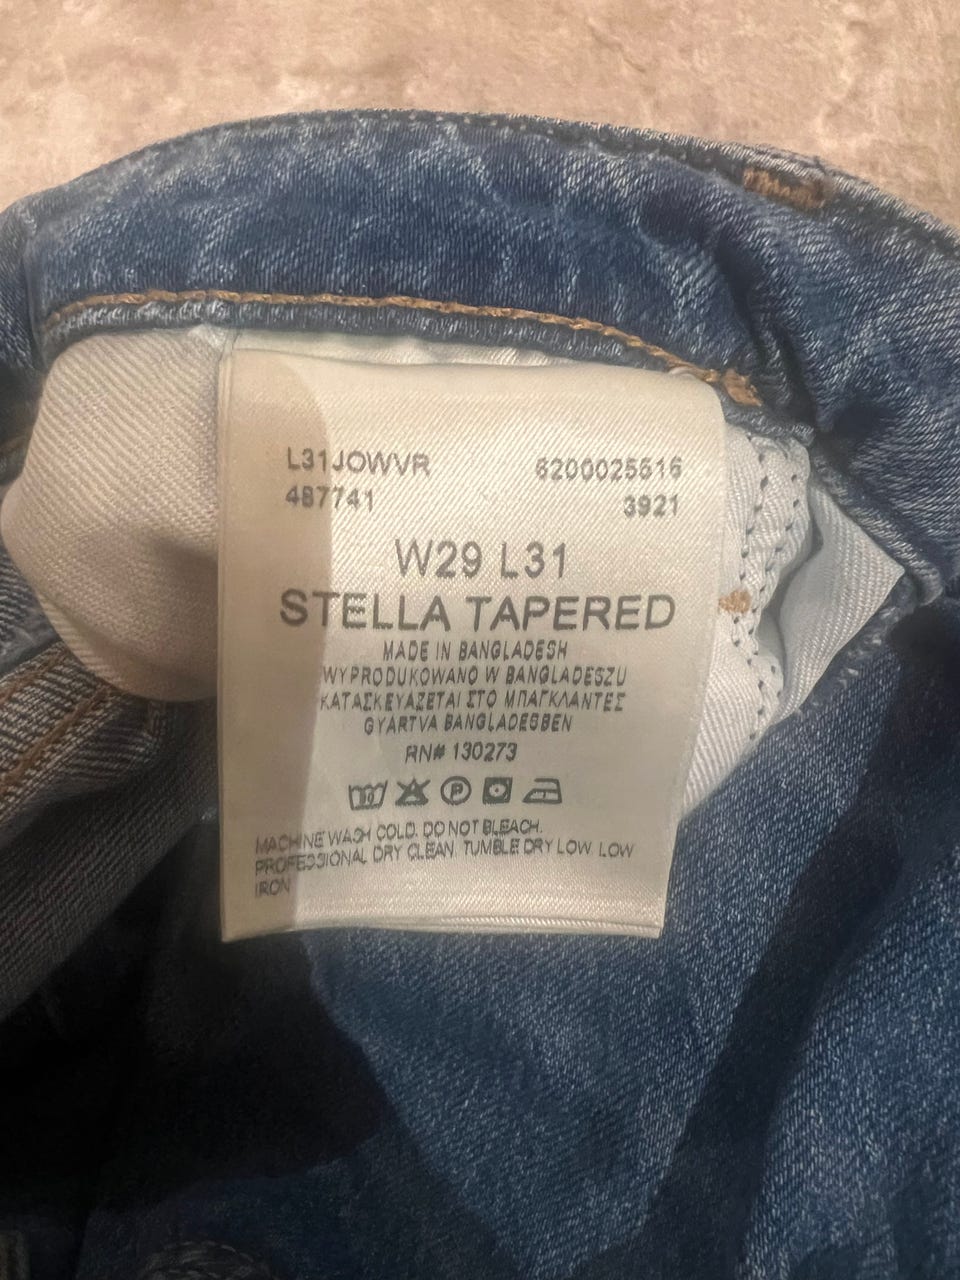 L31JOWVR 8200025516
487741 3921
W29 L31
STELLA TAPERED
MADE IN BANGLADESH
WYPRODUKOWANO W BANGLADESZU
ΚΑΤΑΣΚΕΥΑΖΕΤΑΙ ΣΤΟ ΜΠΑΓΚΛΑΝΤΕΣ
GYARTVA BANGLADESBEN
RN# 130273
MACHINE WASH COLD. DO NOT BLEACH.
PROFESSIONAL DRY CLEAN. TUMBLE DRY LOW. LOW
IRON